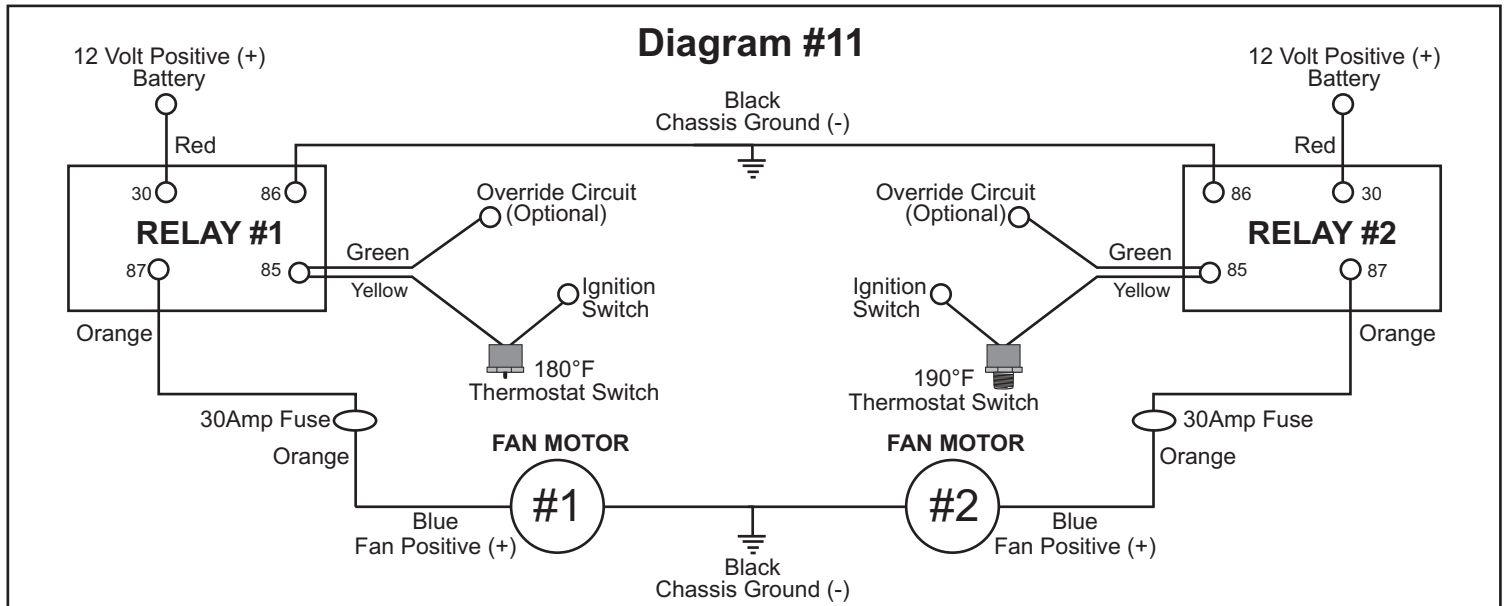 Diagram #11
12 Volt Positive (+)
Battery
Red
30
86
RELAY #1
87
85
Orange
30Amp Fuse
Orange
Blue
Fan Positive (+)
Green
Yellow
Override Circuit
(Optional)
Ignition
Switch
180°F
Thermostat Switch
FAN MOTOR
#1
Black
Chassis Ground (-)
Black
Chassis Ground (-)
12 Volt Positive (+)
Battery
Red
86
30
RELAY #2
85
87
Orange
30Amp Fuse
Orange
Blue
Fan Positive (+)
Override Circuit
(Optional)
Green
Yellow
Ignition
Switch
190°F
Thermostat Switch
FAN MOTOR
#2